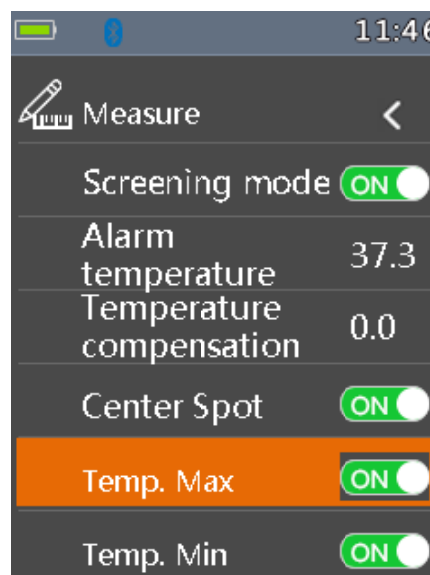 11:46
Measure
Screening mode ON
Alarm
temperature 37.3
Temperature
compensation 0.0
Center Spot ON
Temp. Max ON
Temp. Min ON